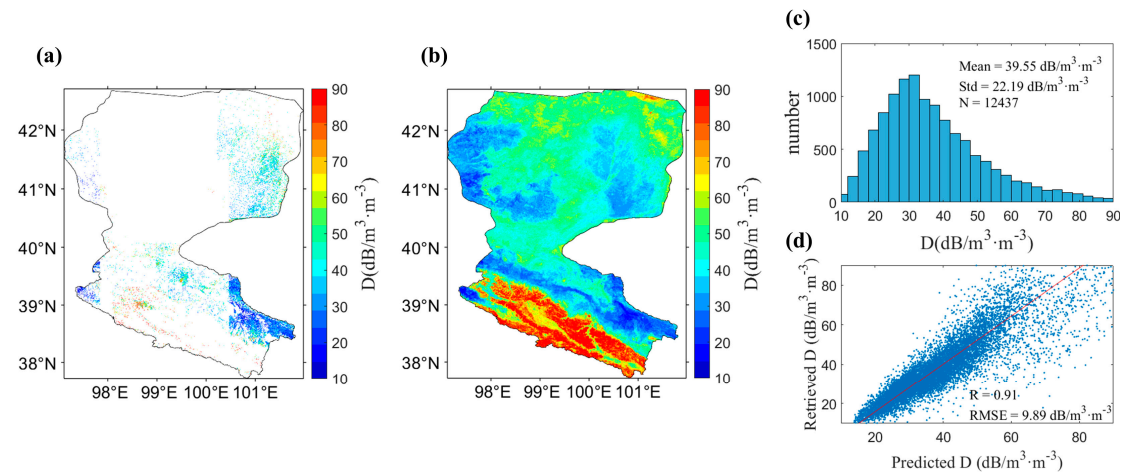 (a)
42°N
41°N
40°N
39°N
38°N
98°E 99°E 100°E 101°E
90
80
70
60
50
40
30
20
10
D(dB/m³·m⁻³)
(b)
42°N
41°N
40°N
39°N
38°N
98°E 99°E 100°E 101°E
90
80
70
60
50
40
30
20
10
D(dB/m³·m⁻³)
(c)
1500
1000
500
0
number
Mean = 39.55 dB/m³·m⁻³
Std = 22.19 dB/m³·m⁻³
N = 12437
10 20 30 40 50 60 70 80 90
D(dB/m³·m⁻³)
(d)
80
60
40
20
Retrieved D (dB/m³·m⁻³)
R = 0.91
RMSE = 9.89 dB/m³·m⁻³
20 40 60 80
Predicted D (dB/m³·m⁻³)